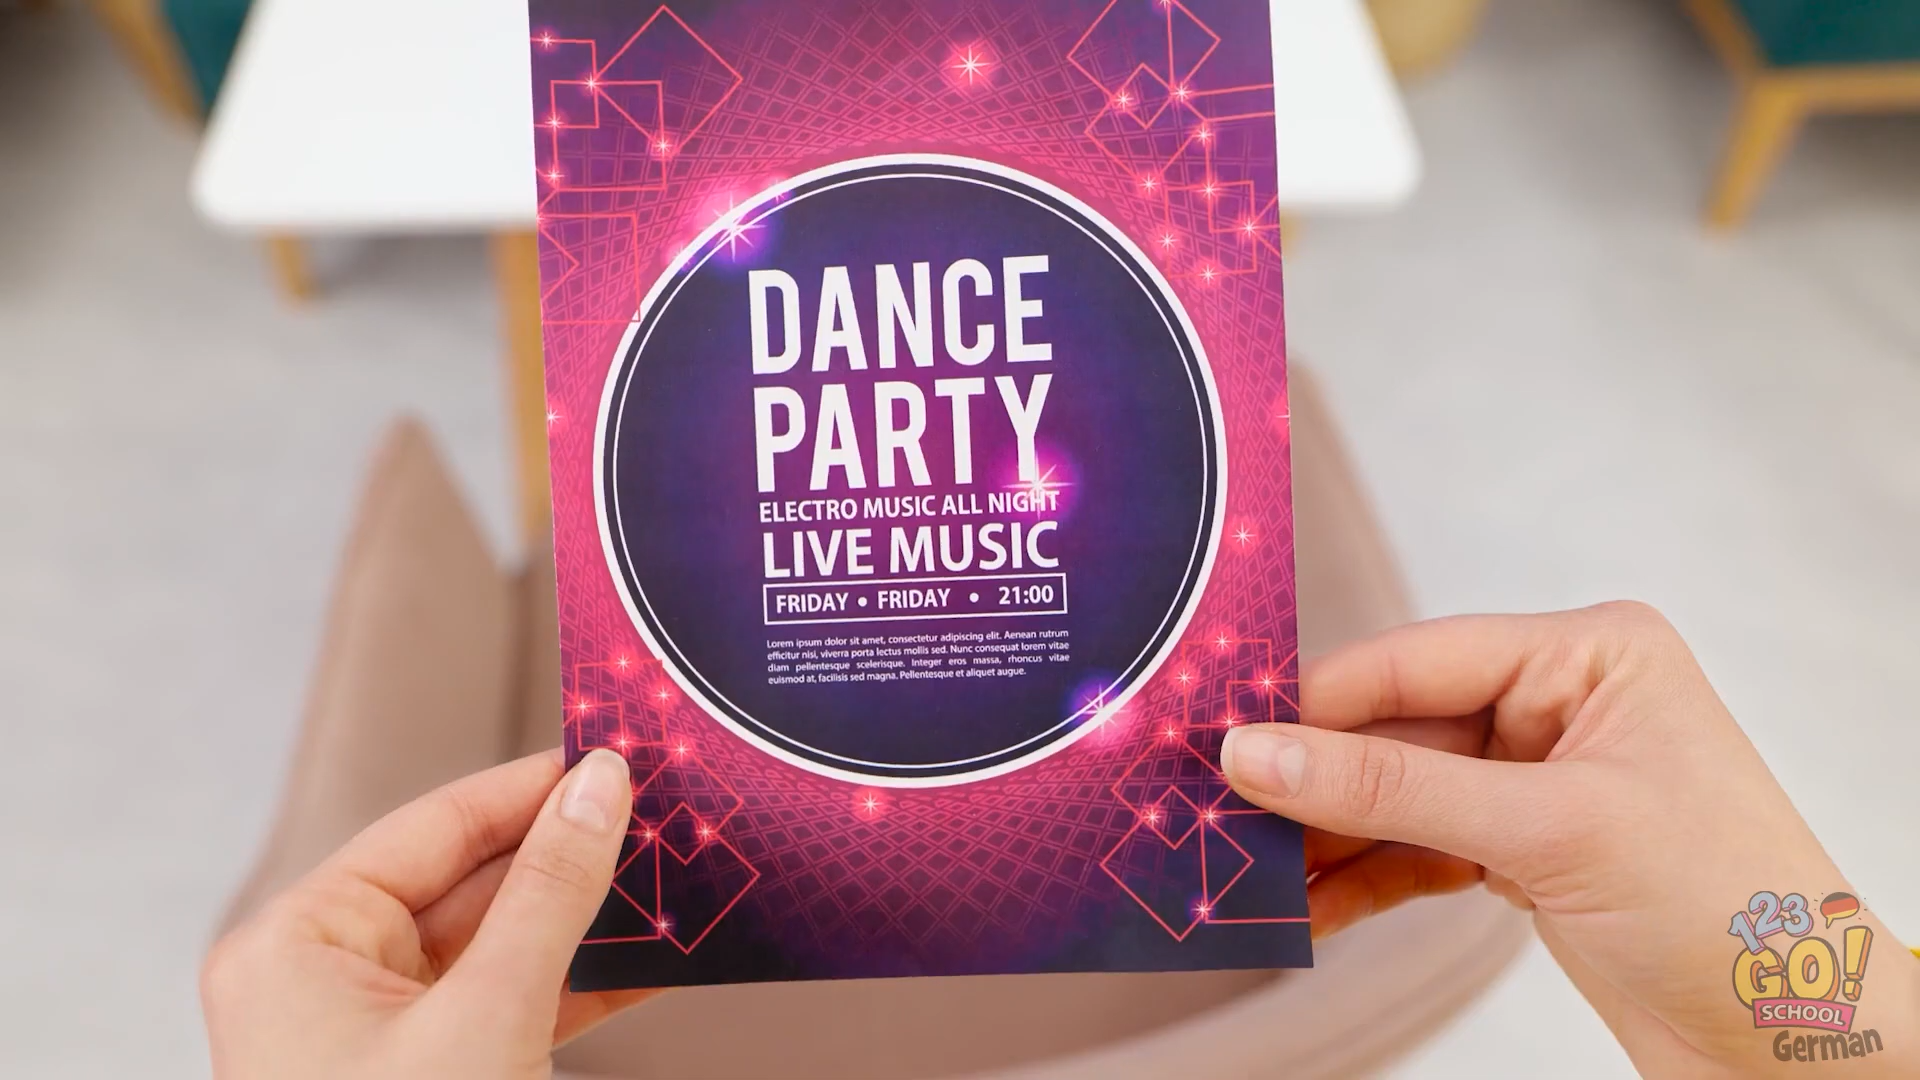 DANCE
PARTY
ELECTRO MUSIC ALL NIGHT
LIVE MUSIC
FRIDAY • FRIDAY • 21:00
Lorem ipsum dolor sit amet, consectetur adipiscing elit. Aenean rutrum
efficitur nisi, viverra porta lectus mollis sed. Nunc consequat lorem vitae
diam pellentesque scelerisque. Integer eros massa, rhoncus vitae
euismod at, facilisis sed magna. Pellentesque et aliquet augue.
123
GO!
SCHOOL
German